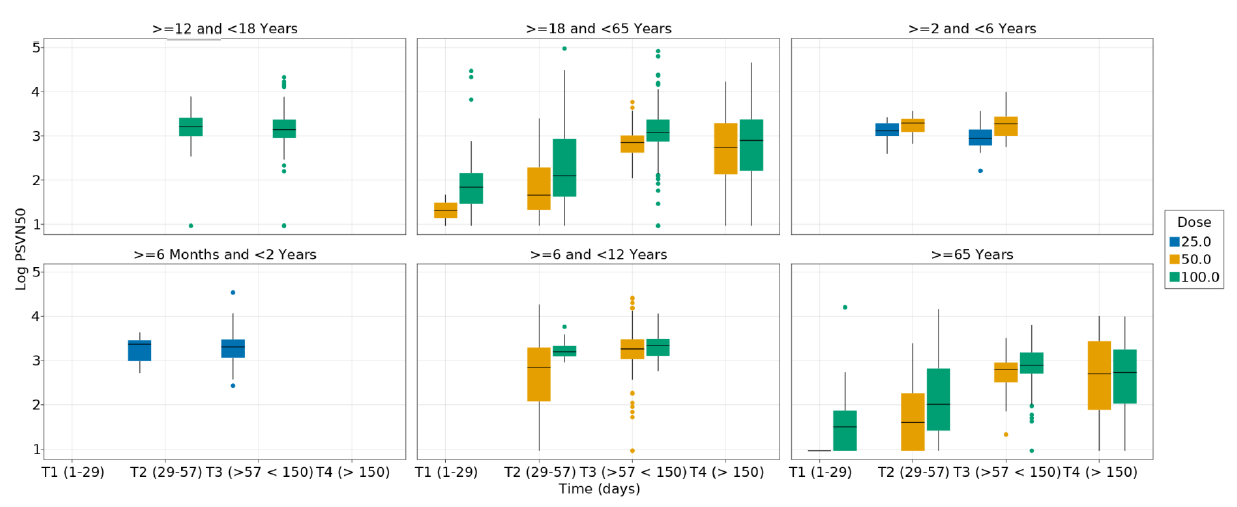 >=12 and <18 Years
>=18 and <65 Years
>=2 and <6 Years
5
4
3
2
1
Log PSVN50
>=6 Months and <2 Years
>=6 and <12 Years
>=65 Years
5
4
3
2
1
T1 (1-29) T2 (29-57) T3 (>57 < 150) T4 (> 150)
T1 (1-29) T2 (29-57) T3 (>57 < 150) T4 (> 150)
T1 (1-29) T2 (29-57) T3 (>57 < 150) T4 (> 150)
Time (days)
Dose
25.0
50.0
100.0